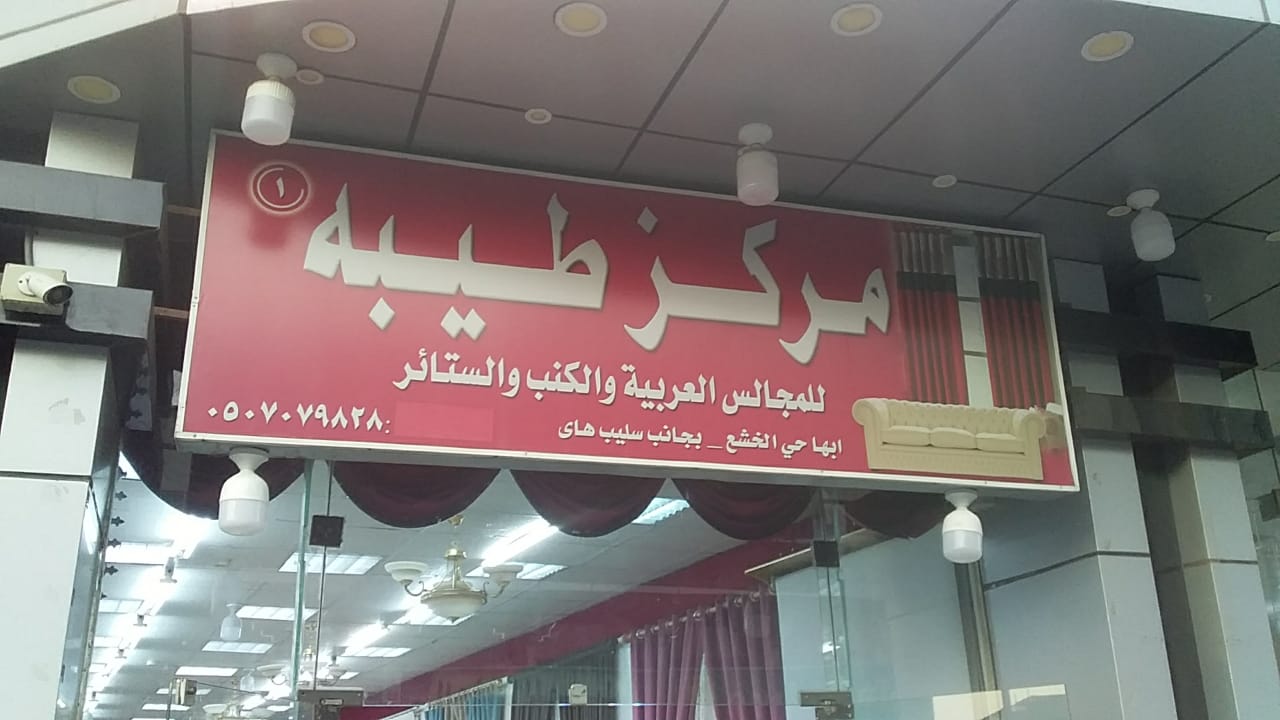 ١
مركز طيبه
للمجالس العربية والكنب والستائر
ابها حي الخشع _ بجانب سليب هاى
:٠٥٠٧٠٧٩٨٢٨